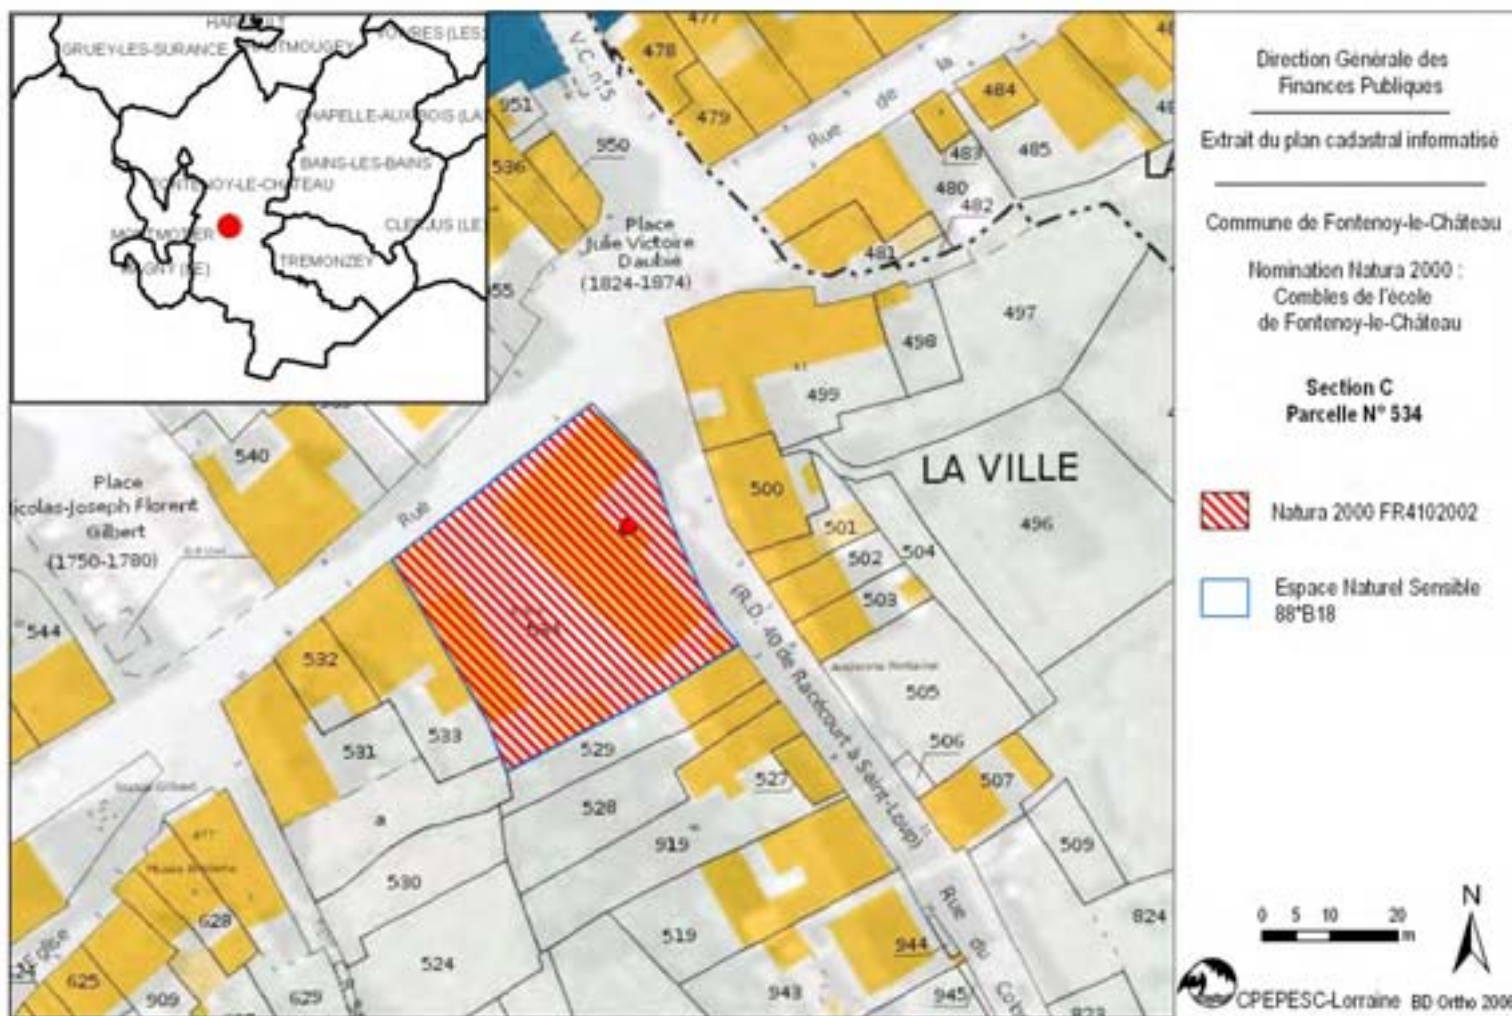 GRUEY-LES-SURANCE
BAINS-LES-BAINS
TREMONZEY
V.C. n°5
477
478
479
951
950
536
Rue de la
484
483
485
480
482
481
Place
Julie Victoire
Daubié
(1824-1874)
497
498
499
540
Place
Nicolas-Joseph Florent
Gilbert
(1750-1780)
Rue
LA VILLE
500
501
502
503
504
496
544
532
531
533
529
528
527
(R.D. 40 de Racécourt à Saint-Loup)
505
506
507
509
a
919
530
628
519
524
944
824
625
909
629
943
945
Rue du
Direction Générale des
Finances Publiques
Extrait du plan cadastral informatisé
Commune de Fontenoy-le-Château
Nomination Natura 2000 :
Combles de l'école
de Fontenoy-le-Château
Section C
Parcelle N° 534
Natura 2000 FR4102002
Espace Naturel Sensible
88*B18
0 5 10 20
m
N
CPEPESC-Lorraine BD Ortho 2006